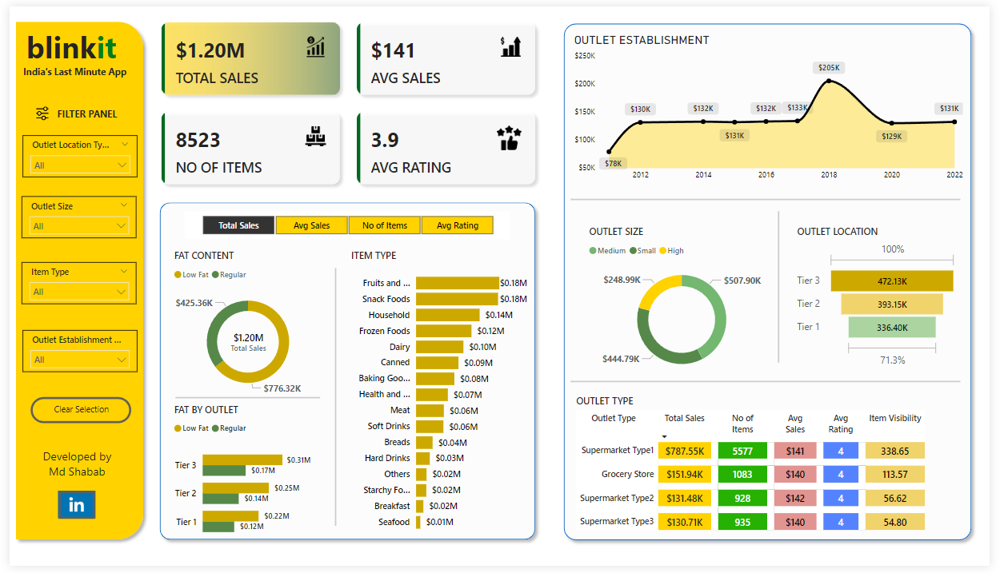 blinkit
India's Last Minute App
FILTER PANEL
Outlet Location Ty...
All
Outlet Size
All
Item Type
All
Outlet Establishment ...
All
Clear Selection
Developed by
Md Shabab
in
$1.20M
TOTAL SALES
$141
AVG SALES
8523
NO OF ITEMS
3.9
AVG RATING
Total Sales Avg Sales No of Items Avg Rating
FAT CONTENT
Low Fat Regular
$425.36K
$1.20M
Total Sales
$776.32K
FAT BY OUTLET
Low Fat Regular
Tier 3 $0.31M
$0.17M
Tier 2 $0.25M
$0.14M
Tier 1 $0.22M
$0.12M
ITEM TYPE
Fruits and ... $0.18M
Snack Foods $0.18M
Household $0.14M
Frozen Foods $0.12M
Dairy $0.10M
Canned $0.09M
Baking Goo... $0.08M
Health and ... $0.07M
Meat $0.06M
Soft Drinks $0.06M
Breads $0.04M
Hard Drinks $0.03M
Others $0.02M
Starchy Fo... $0.02M
Breakfast $0.02M
Seafood $0.01M
OUTLET ESTABLISHMENT
$250K
$200K
$150K
$100K
$50K
$78K
$130K
$132K
$131K
$132K
$133K
$205K
$129K
$131K
2012 2014 2016 2018 2020 2022
OUTLET SIZE
Medium Small High
$248.99K
$507.90K
$444.79K
OUTLET LOCATION
100%
Tier 3 472.13K
Tier 2 393.15K
Tier 1 336.40K
71.3%
OUTLET TYPE
Outlet Type Total Sales No of Items Avg Sales Avg Rating Item Visibility
Supermarket Type1 $787.55K 5577 $141 4 338.65
Grocery Store $151.94K 1083 $140 4 113.57
Supermarket Type2 $131.48K 928 $142 4 56.62
Supermarket Type3 $130.71K 935 $140 4 54.80